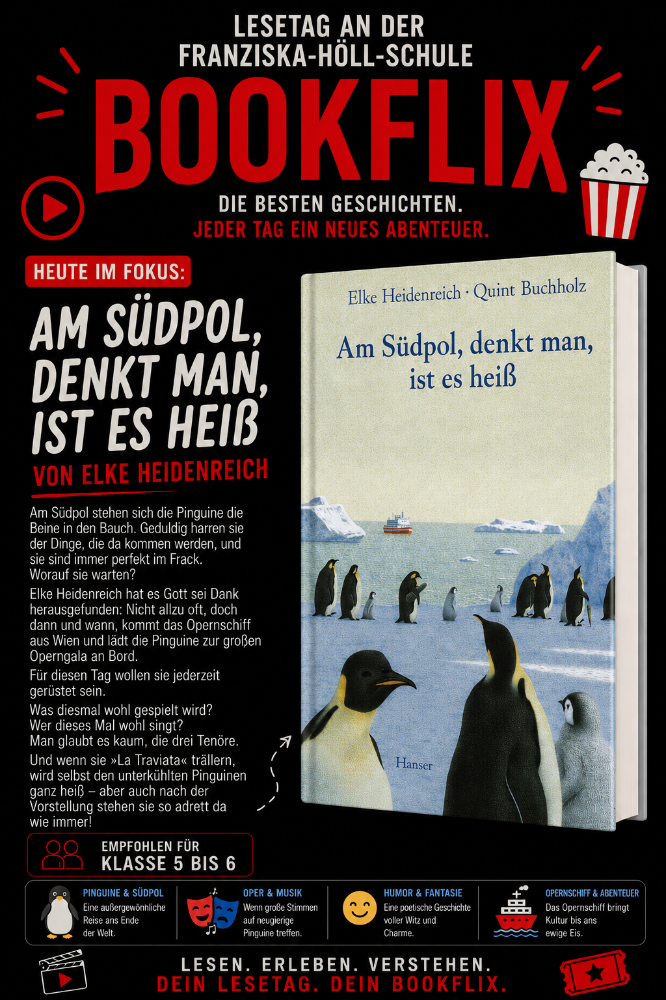 LESETAG AN DER
FRANZISKA-HÖLL-SCHULE
BOOKFLIX
DIE BESTEN GESCHICHTEN.
JEDER TAG EIN NEUES ABENTEUER.
HEUTE IM FOKUS:
AM SÜDPOL,
DENKT MAN,
IST ES HEIß
VON ELKE HEIDENREICH
Am Südpol stehen sich die Pinguine die
Beine in den Bauch. Geduldig harren sie
der Dinge, die da kommen werden, und
sie sind immer perfekt im Frack.
Worauf sie warten?
Elke Heidenreich hat es Gott sei Dank
herausgefunden: Nicht allzu oft, doch
dann und wann, kommt das Opernschiff
aus Wien und lädt die Pinguine zur großen
Operngala an Bord.
Für diesen Tag wollen sie jederzeit
gerüstet sein.
Was diesmal wohl gespielt wird?
Wer dieses Mal wohl singt?
Man glaubt es kaum, die drei Tenöre.
Und wenn sie »La Traviata« trällern,
wird selbst den unterkühlten Pinguinen
ganz heiß – aber auch nach der
Vorstellung stehen sie so adrett da
wie immer!
Elke Heidenreich · Quint Buchholz
Am Südpol, denkt man,
ist es heiß
Hanser
EMPFOHLEN FÜR
KLASSE 5 BIS 6
PINGUINE & SÜDPOL
Eine außergewöhnliche
Reise ans Ende
der Welt.
OPER & MUSIK
Wenn große Stimmen
auf neugierige
Pinguine treffen.
HUMOR & FANTASIE
Eine poetische Geschichte
voller Witz und
Charme.
OPERNSCHIFF & ABENTEUER
Das Opernschiff bringt
Kultur bis ans
ewige Eis.
LESEN. ERLEBEN. VERSTEHEN.
DEIN LESETAG. DEIN BOOKFLIX.